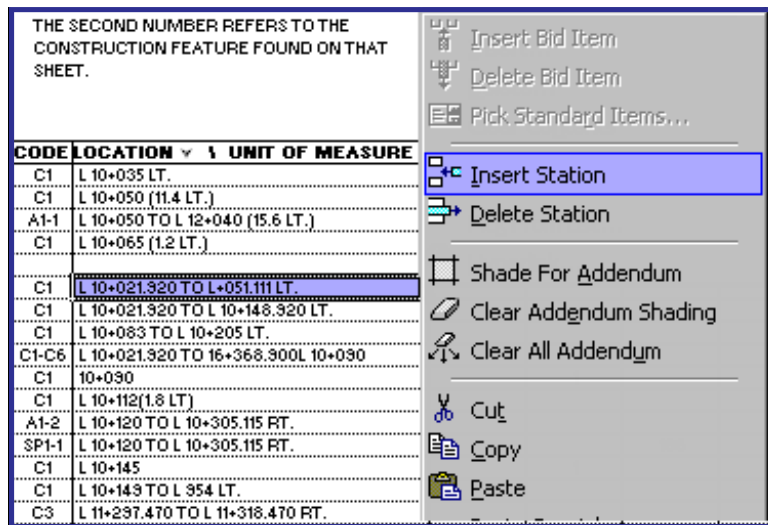 THE SECOND NUMBER REFERS TO THE
CONSTRUCTION FEATURE FOUND ON THAT
SHEET.
CODE LOCATION \ UNIT OF MEASURE
C1 L 10+035 LT.
C1 L 10+050 (11.4 LT.)
A1-1 L 10+050 TO L 12+040 (15.6 LT.)
C1 L 10+065 (1.2 LT.)
C1 L 10+021.920 TO L+051.111 LT.
C1 L 10+021.920 TO L 10+148.920 LT.
C1 L 10+083 TO L 10+205 LT.
C1-C6 L 10+021.920 TO 16+368.900L 10+090
C1 10+090
C1 L 10+112(1.8 LT)
A1-2 L 10+120 TO L 10+305.115 RT.
SP1-1 L 10+120 TO L 10+305.115 RT.
C1 L 10+145
C1 L 10+149 TO L 954 LT.
C3 L 11+297.470 TO L 11+318.470 RT.
Insert Bid Item
Delete Bid Item
Pick Standard Items...
Insert Station
Delete Station
Shade For Addendum
Clear Addendum Shading
Clear All Addendum
Cut
Copy
Paste